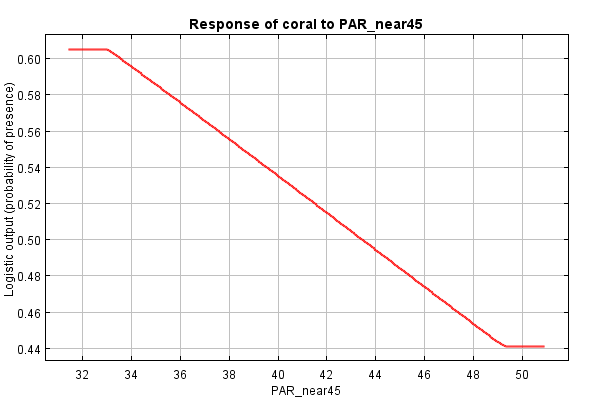 Response of coral to PAR_near45
Logistic output (probability of presence)
0.60
0.58
0.56
0.54
0.52
0.50
0.48
0.46
0.44
32 34 36 38 40 42 44 46 48 50
PAR_near45